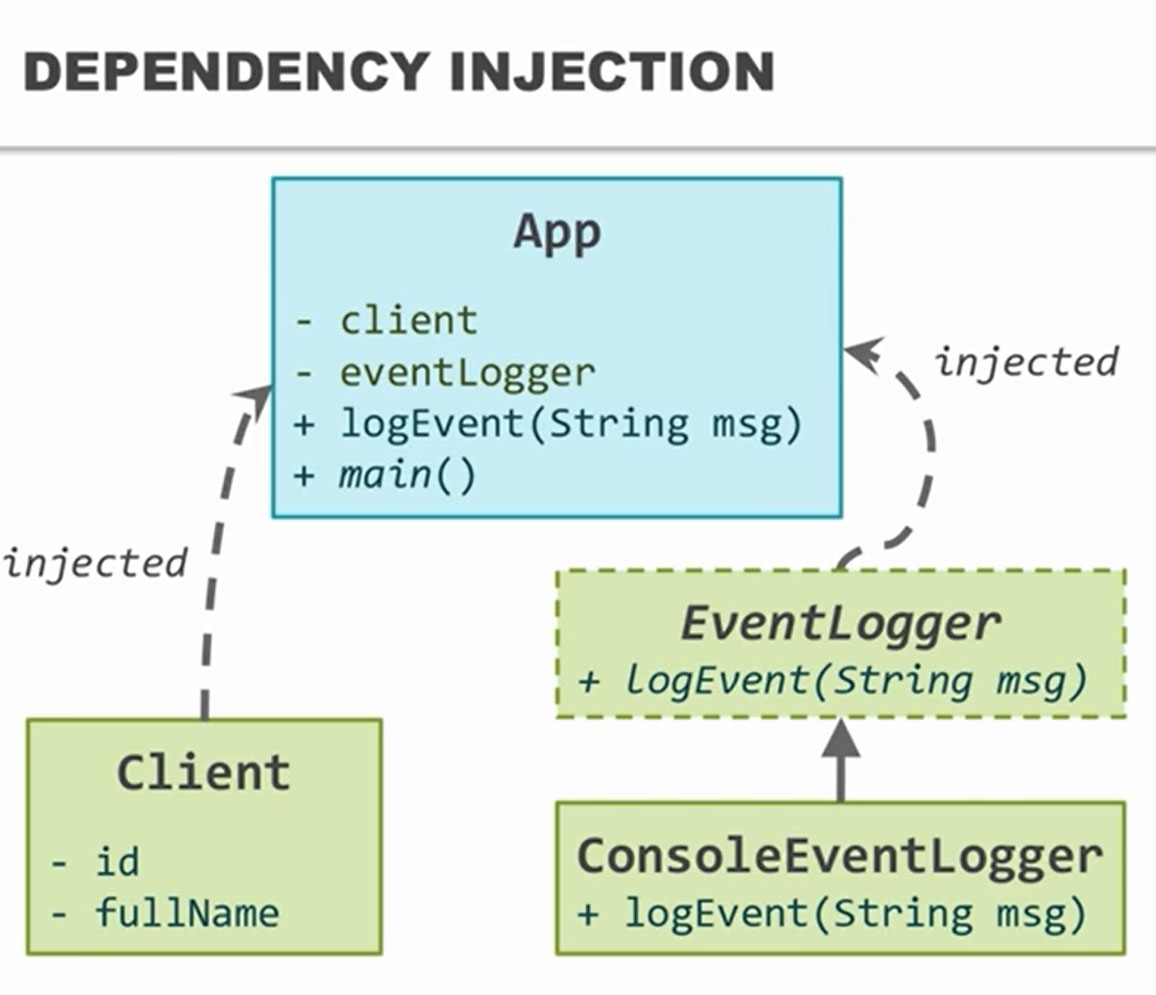 DEPENDENCY INJECTION
App
- client
- eventLogger
+ logEvent(String msg)
+ main()
injected
injected
EventLogger
+ logEvent(String msg)
Client
- id
- fullName
ConsoleEventLogger
+ logEvent(String msg)